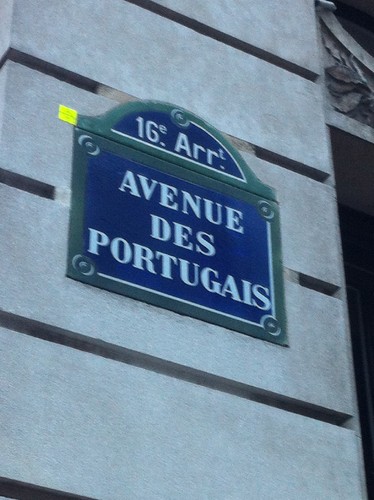 16e Arrt.
AVENUE
DES
PORTUGAIS